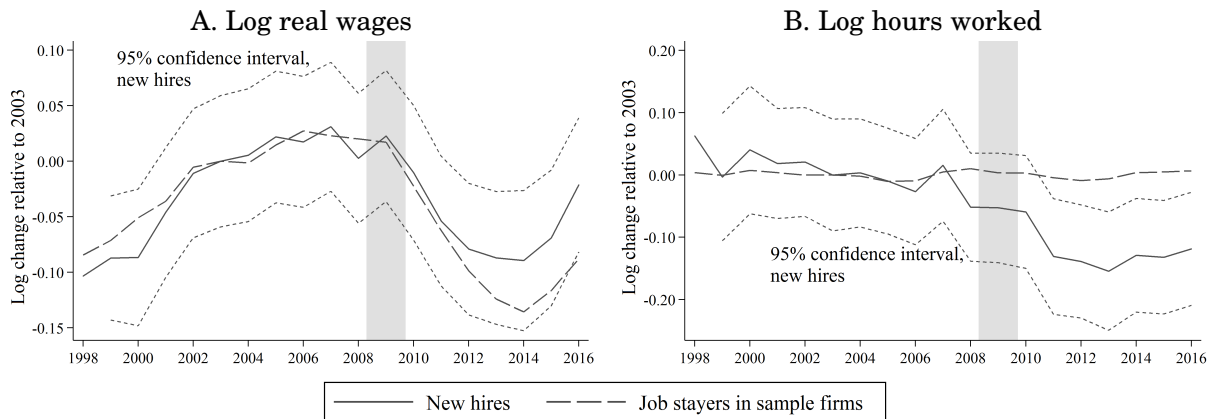 A. Log real wages
Log change relative to 2003
0.10
0.05
0.00
-0.05
-0.10
-0.15
95% confidence interval,
new hires
1998 2000 2002 2004 2006 2008 2010 2012 2014 2016
B. Log hours worked
Log change relative to 2003
0.20
0.10
0.00
-0.10
-0.20
95% confidence interval,
new hires
1998 2000 2002 2004 2006 2008 2010 2012 2014 2016
New hires Job stayers in sample firms